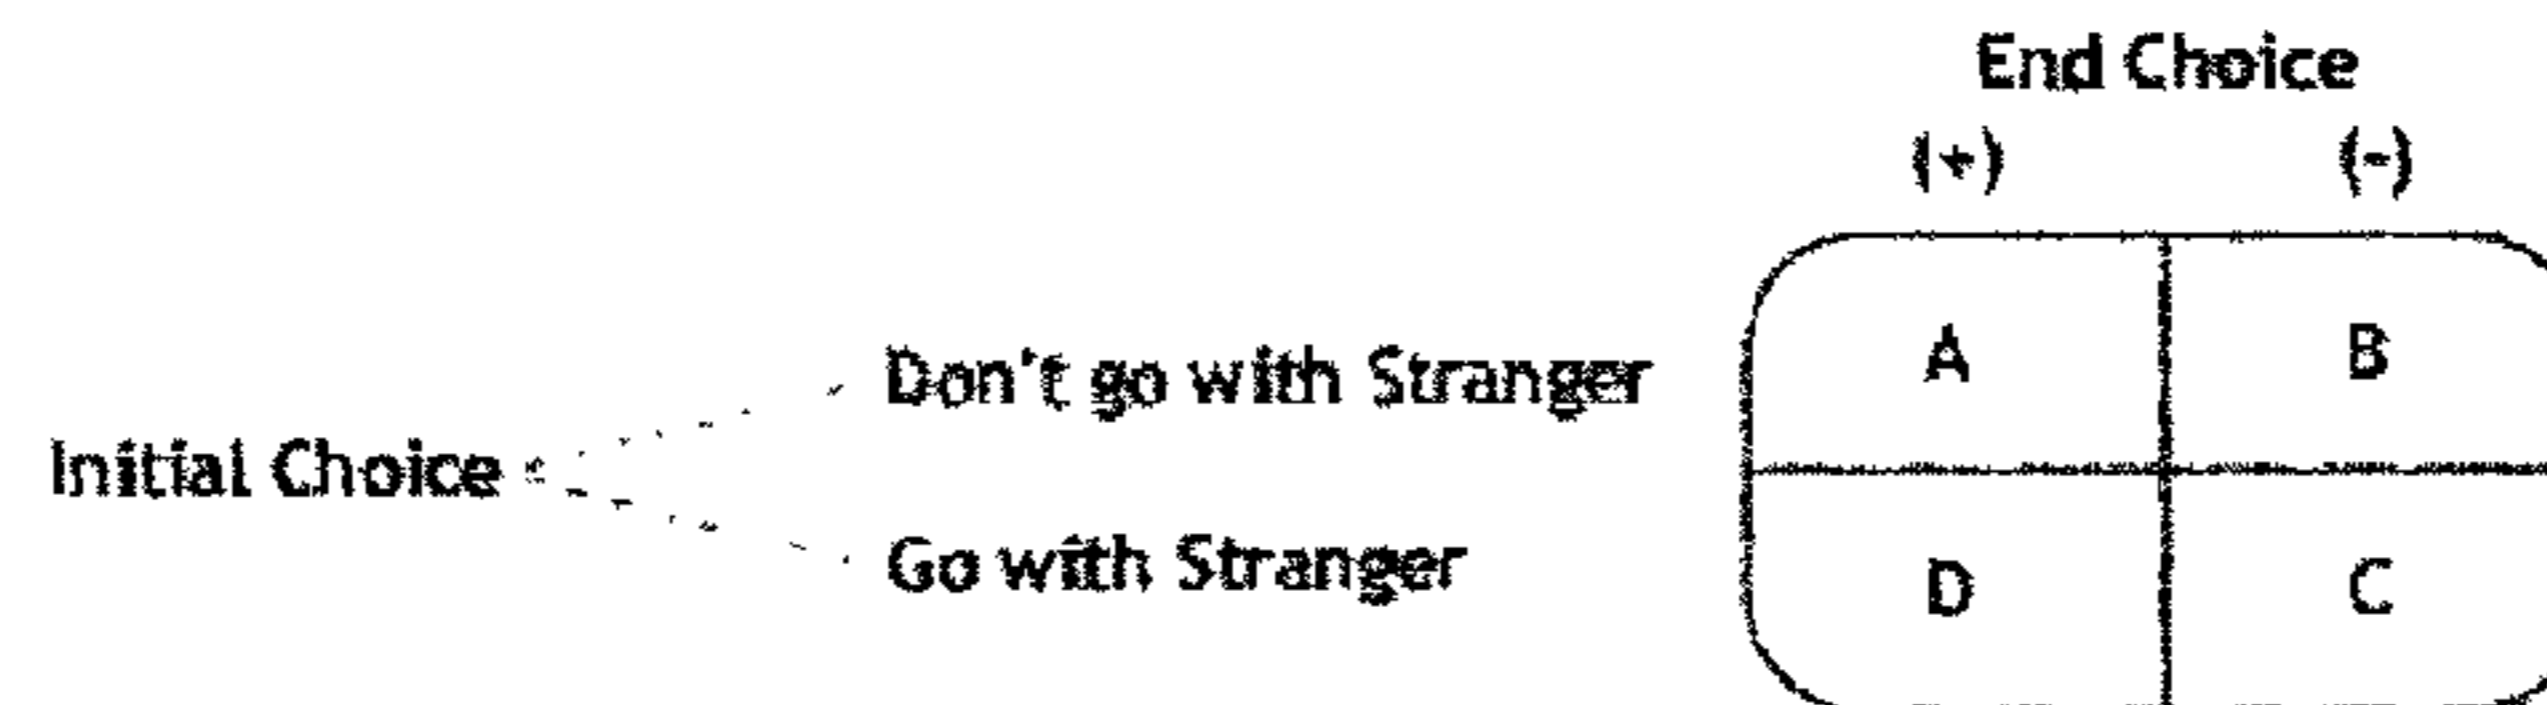 End Choice
(+) (-)
A B
Don't go with Stranger
Initial Choice
Go with Stranger
D C